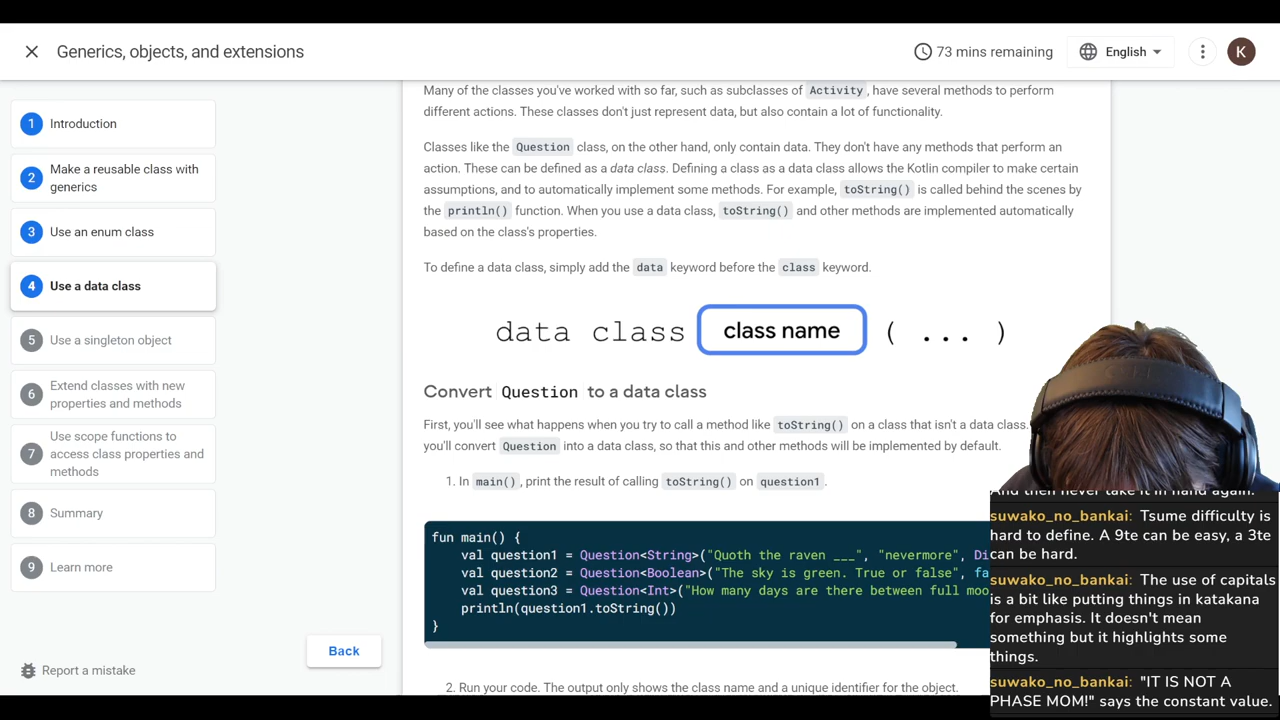 Generics, objects, and extensions
73 mins remaining
English
K
1 Introduction
2 Make a reusable class with
generics
3 Use an enum class
4 Use a data class
5 Use a singleton object
6 Extend classes with new
properties and methods
7 Use scope functions to
access class properties and
methods
8 Summary
9 Learn more
Report a mistake
Back
Many of the classes you've worked with so far, such as subclasses of Activity, have several methods to perform
different actions. These classes don't just represent data, but also contain a lot of functionality.
Classes like the Question class, on the other hand, only contain data. They don't have any methods that perform an
action. These can be defined as a data class. Defining a class as a data class allows the Kotlin compiler to make certain
assumptions, and to automatically implement some methods. For example, toString() is called behind the scenes by
the println() function. When you use a data class, toString() and other methods are implemented automatically
based on the class's properties.
To define a data class, simply add the data keyword before the class keyword.
data class class name ( ... )
Convert Question to a data class
First, you'll see what happens when you try to call a method like toString() on a class that isn't a data class.
you'll convert Question into a data class, so that this and other methods will be implemented by default.
1. In main(), print the result of calling toString() on question1.
fun main() {
val question1 = Question<String>("Quoth the raven ___", "nevermore", Di
val question2 = Question<Boolean>("The sky is green. True or false", fa
val question3 = Question<Int>("How many days are there between full moo
println(question1.toString())
}
2. Run your code. The output only shows the class name and a unique identifier for the object.
And then never take it in hand again.
suwako_no_bankai: Tsume difficulty is
hard to define. A 9te can be easy, a 3te
can be hard.
suwako_no_bankai: The use of capitals
is a bit like putting things in katakana
for emphasis. It doesn't mean
something but it highlights some
things.
suwako_no_bankai: "IT IS NOT A
PHASE MOM!" says the constant value.